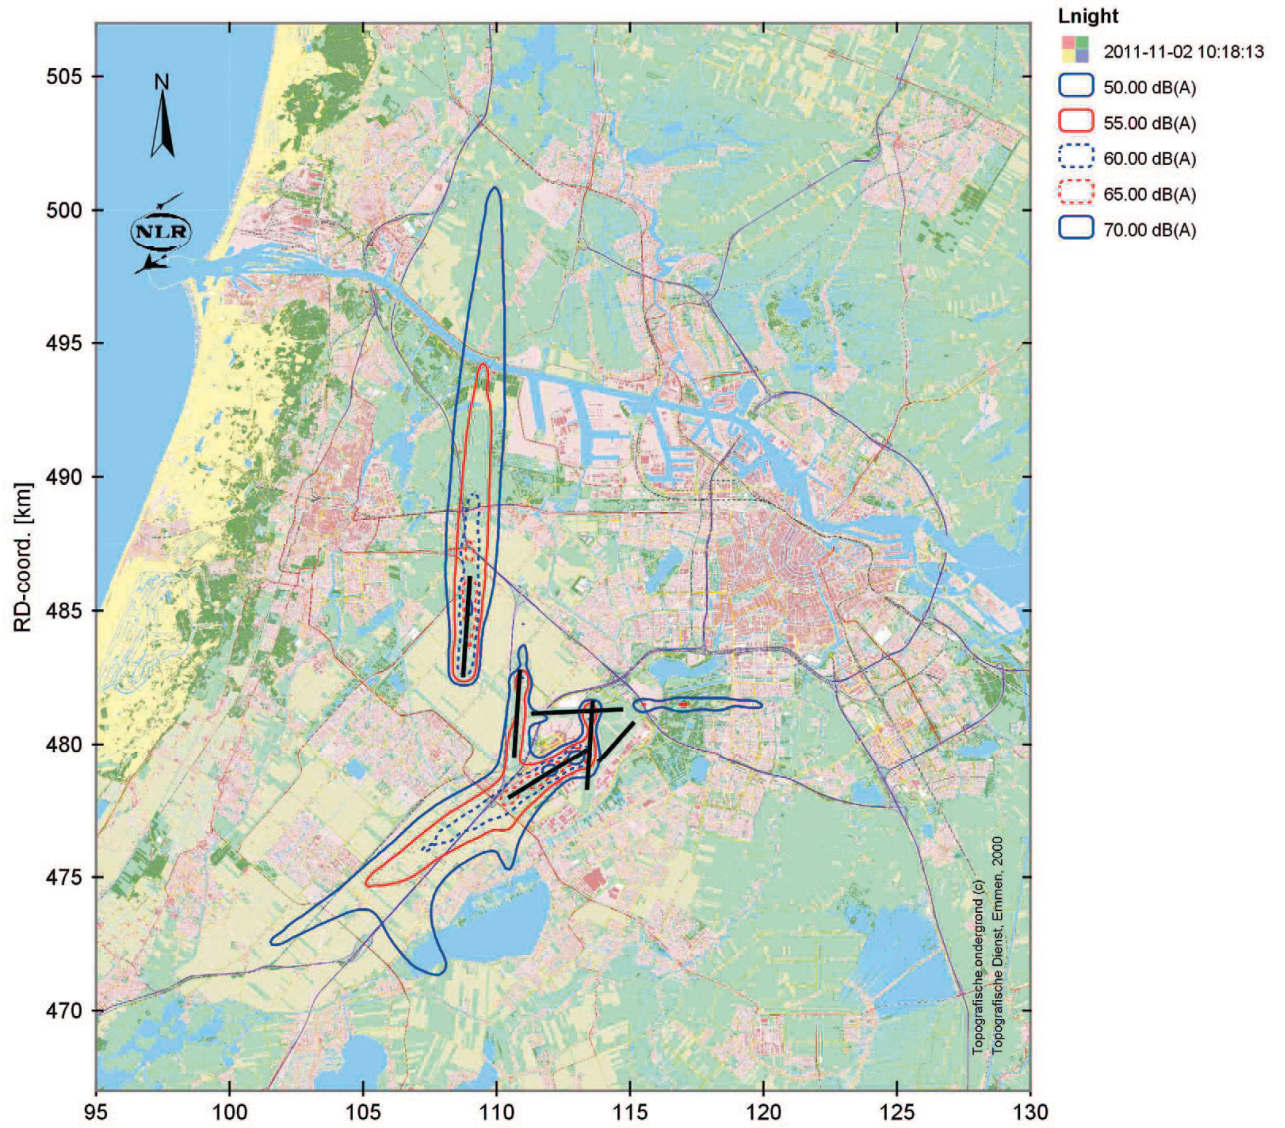 Lnight
2011-11-02 10:18:13
50.00 dB(A)
55.00 dB(A)
60.00 dB(A)
65.00 dB(A)
70.00 dB(A)
N
NLR
RD-coord. [km]
505
500
495
490
485
480
475
470
95
100
105
110
115
120
125
130
Topografische ondergrond (c)
Topografische Dienst, Emmen, 2000